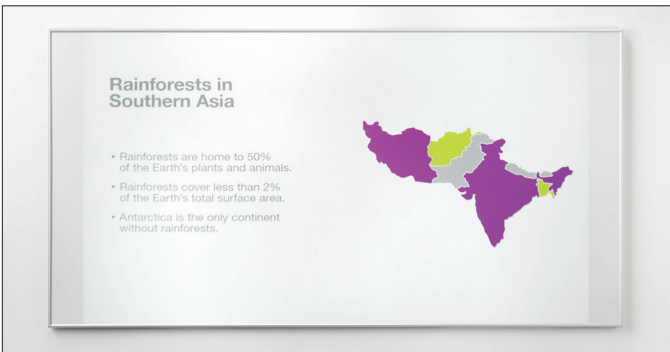 Rainforests in
Southern Asia
• Rainforests are home to 50%
of the Earth's plants and animals.
• Rainforests cover less than 2%
of the Earth's total surface area.
• Antarctica is the only continent
without rainforests.